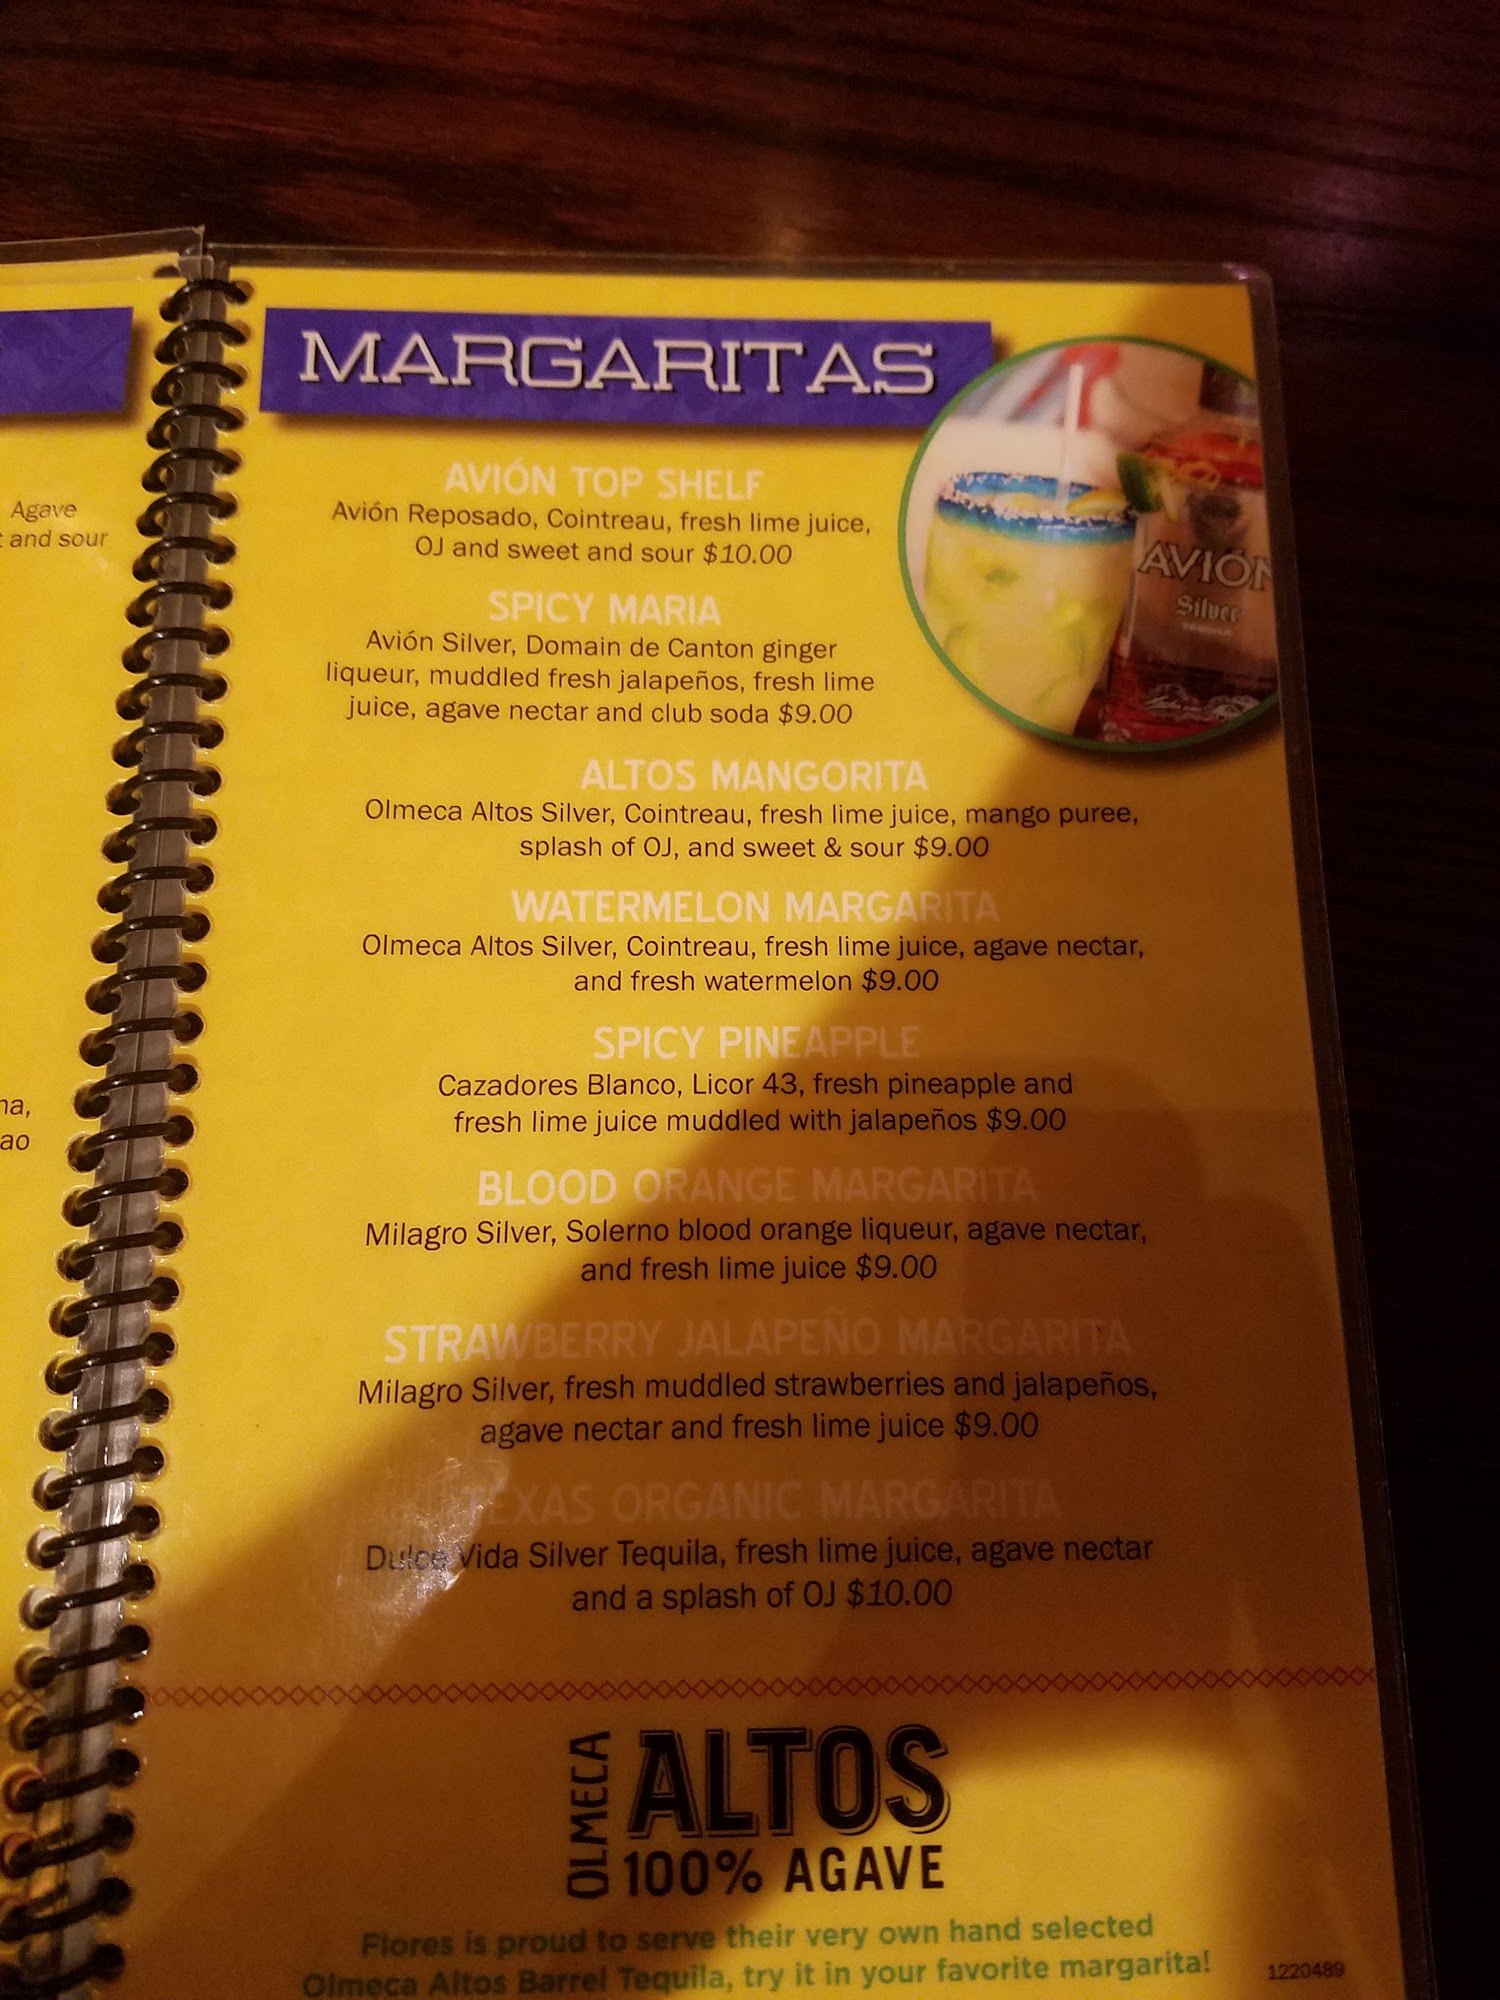 Agave
and sour
na,
ao
MARGARITAS
AVIÓN
Silver
TEQUILA
AVIÓN TOP SHELF
Avión Reposado, Cointreau, fresh lime juice,
OJ and sweet and sour $10.00
SPICY MARIA
Avión Silver, Domain de Canton ginger
liqueur, muddled fresh jalapeños, fresh lime
juice, agave nectar and club soda $9.00
ALTOS MANGORITA
Olmeca Altos Silver, Cointreau, fresh lime juice, mango puree,
splash of OJ, and sweet & sour $9.00
WATERMELON MARGARITA
Olmeca Altos Silver, Cointreau, fresh lime juice, agave nectar,
and fresh watermelon $9.00
SPICY PINEAPPLE
Cazadores Blanco, Licor 43, fresh pineapple and
fresh lime juice muddled with jalapeños $9.00
BLOOD ORANGE MARGARITA
Milagro Silver, Solerno blood orange liqueur, agave nectar,
and fresh lime juice $9.00
STRAWBERRY JALAPEÑO MARGARITA
Milagro Silver, fresh muddled strawberries and jalapeños,
agave nectar and fresh lime juice $9.00
TEXAS ORGANIC MARGARITA
Dulce Vida Silver Tequila, fresh lime juice, agave nectar
and a splash of OJ $10.00
OLMECA
ALTOS
100% AGAVE
Flores is proud to serve their very own hand selected
Olmeca Altos Barrel Tequila, try it in your favorite margarita!
1220489